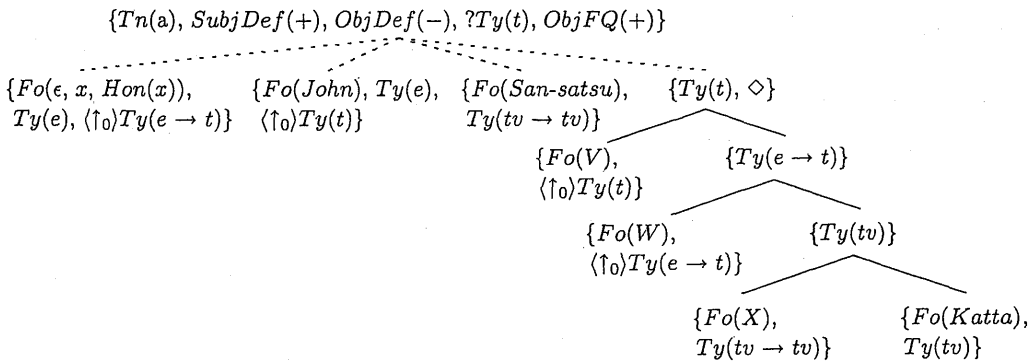 {Tn(a), SubjDef(+), ObjDef(−), ?Ty(t), ObjFQ(+)}
{Fo(ϵ, x, Hon(x)), {Fo(John), Ty(e), {Fo(San-satsu), {Ty(t), ◇}
Ty(e), ⟨↑₀⟩Ty(e → t)} ⟨↑₀⟩Ty(t)} Ty(tv → tv)}
{Fo(V), {Ty(e → t)}
⟨↑₀⟩Ty(t)}
{Fo(W), {Ty(tv)}
⟨↑₀⟩Ty(e → t)}
{Fo(X), {Fo(Katta),
Ty(tv → tv)} Ty(tv)}